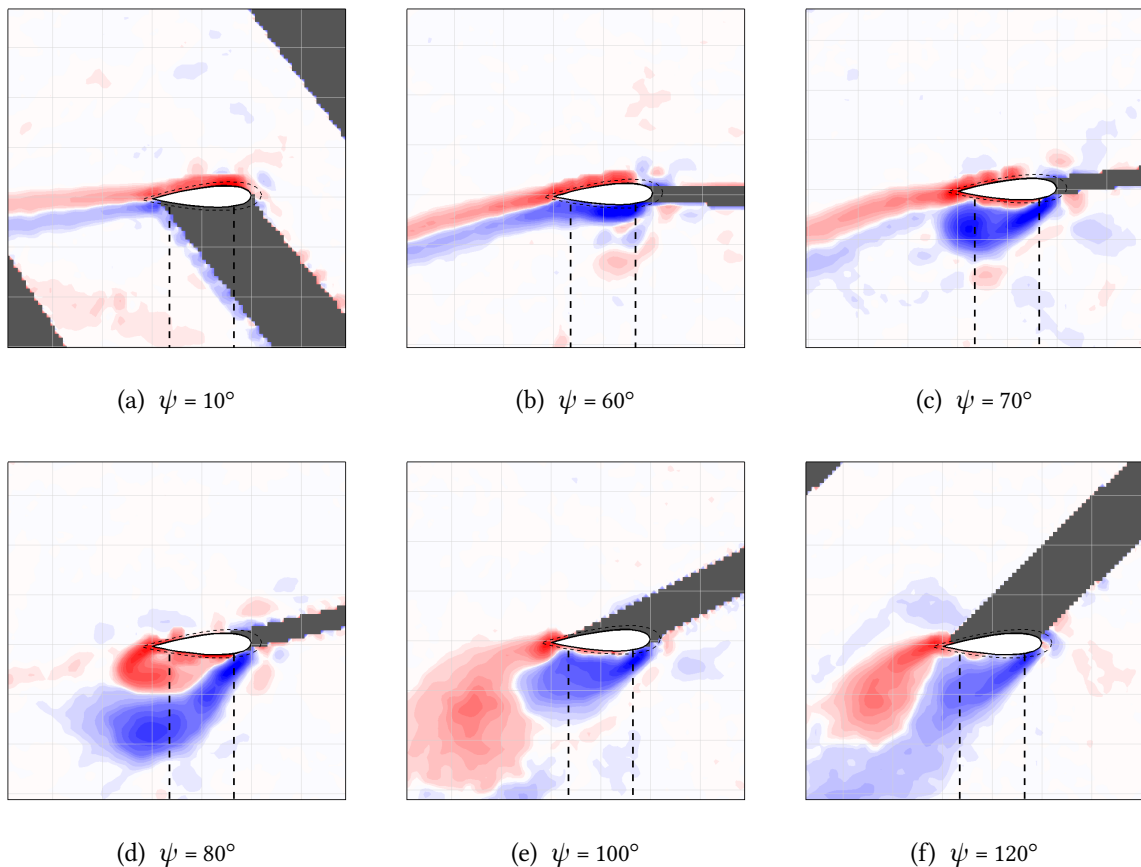 (a) ψ = 10°
(b) ψ = 60°
(c) ψ = 70°
(d) ψ = 80°
(e) ψ = 100°
(f) ψ = 120°